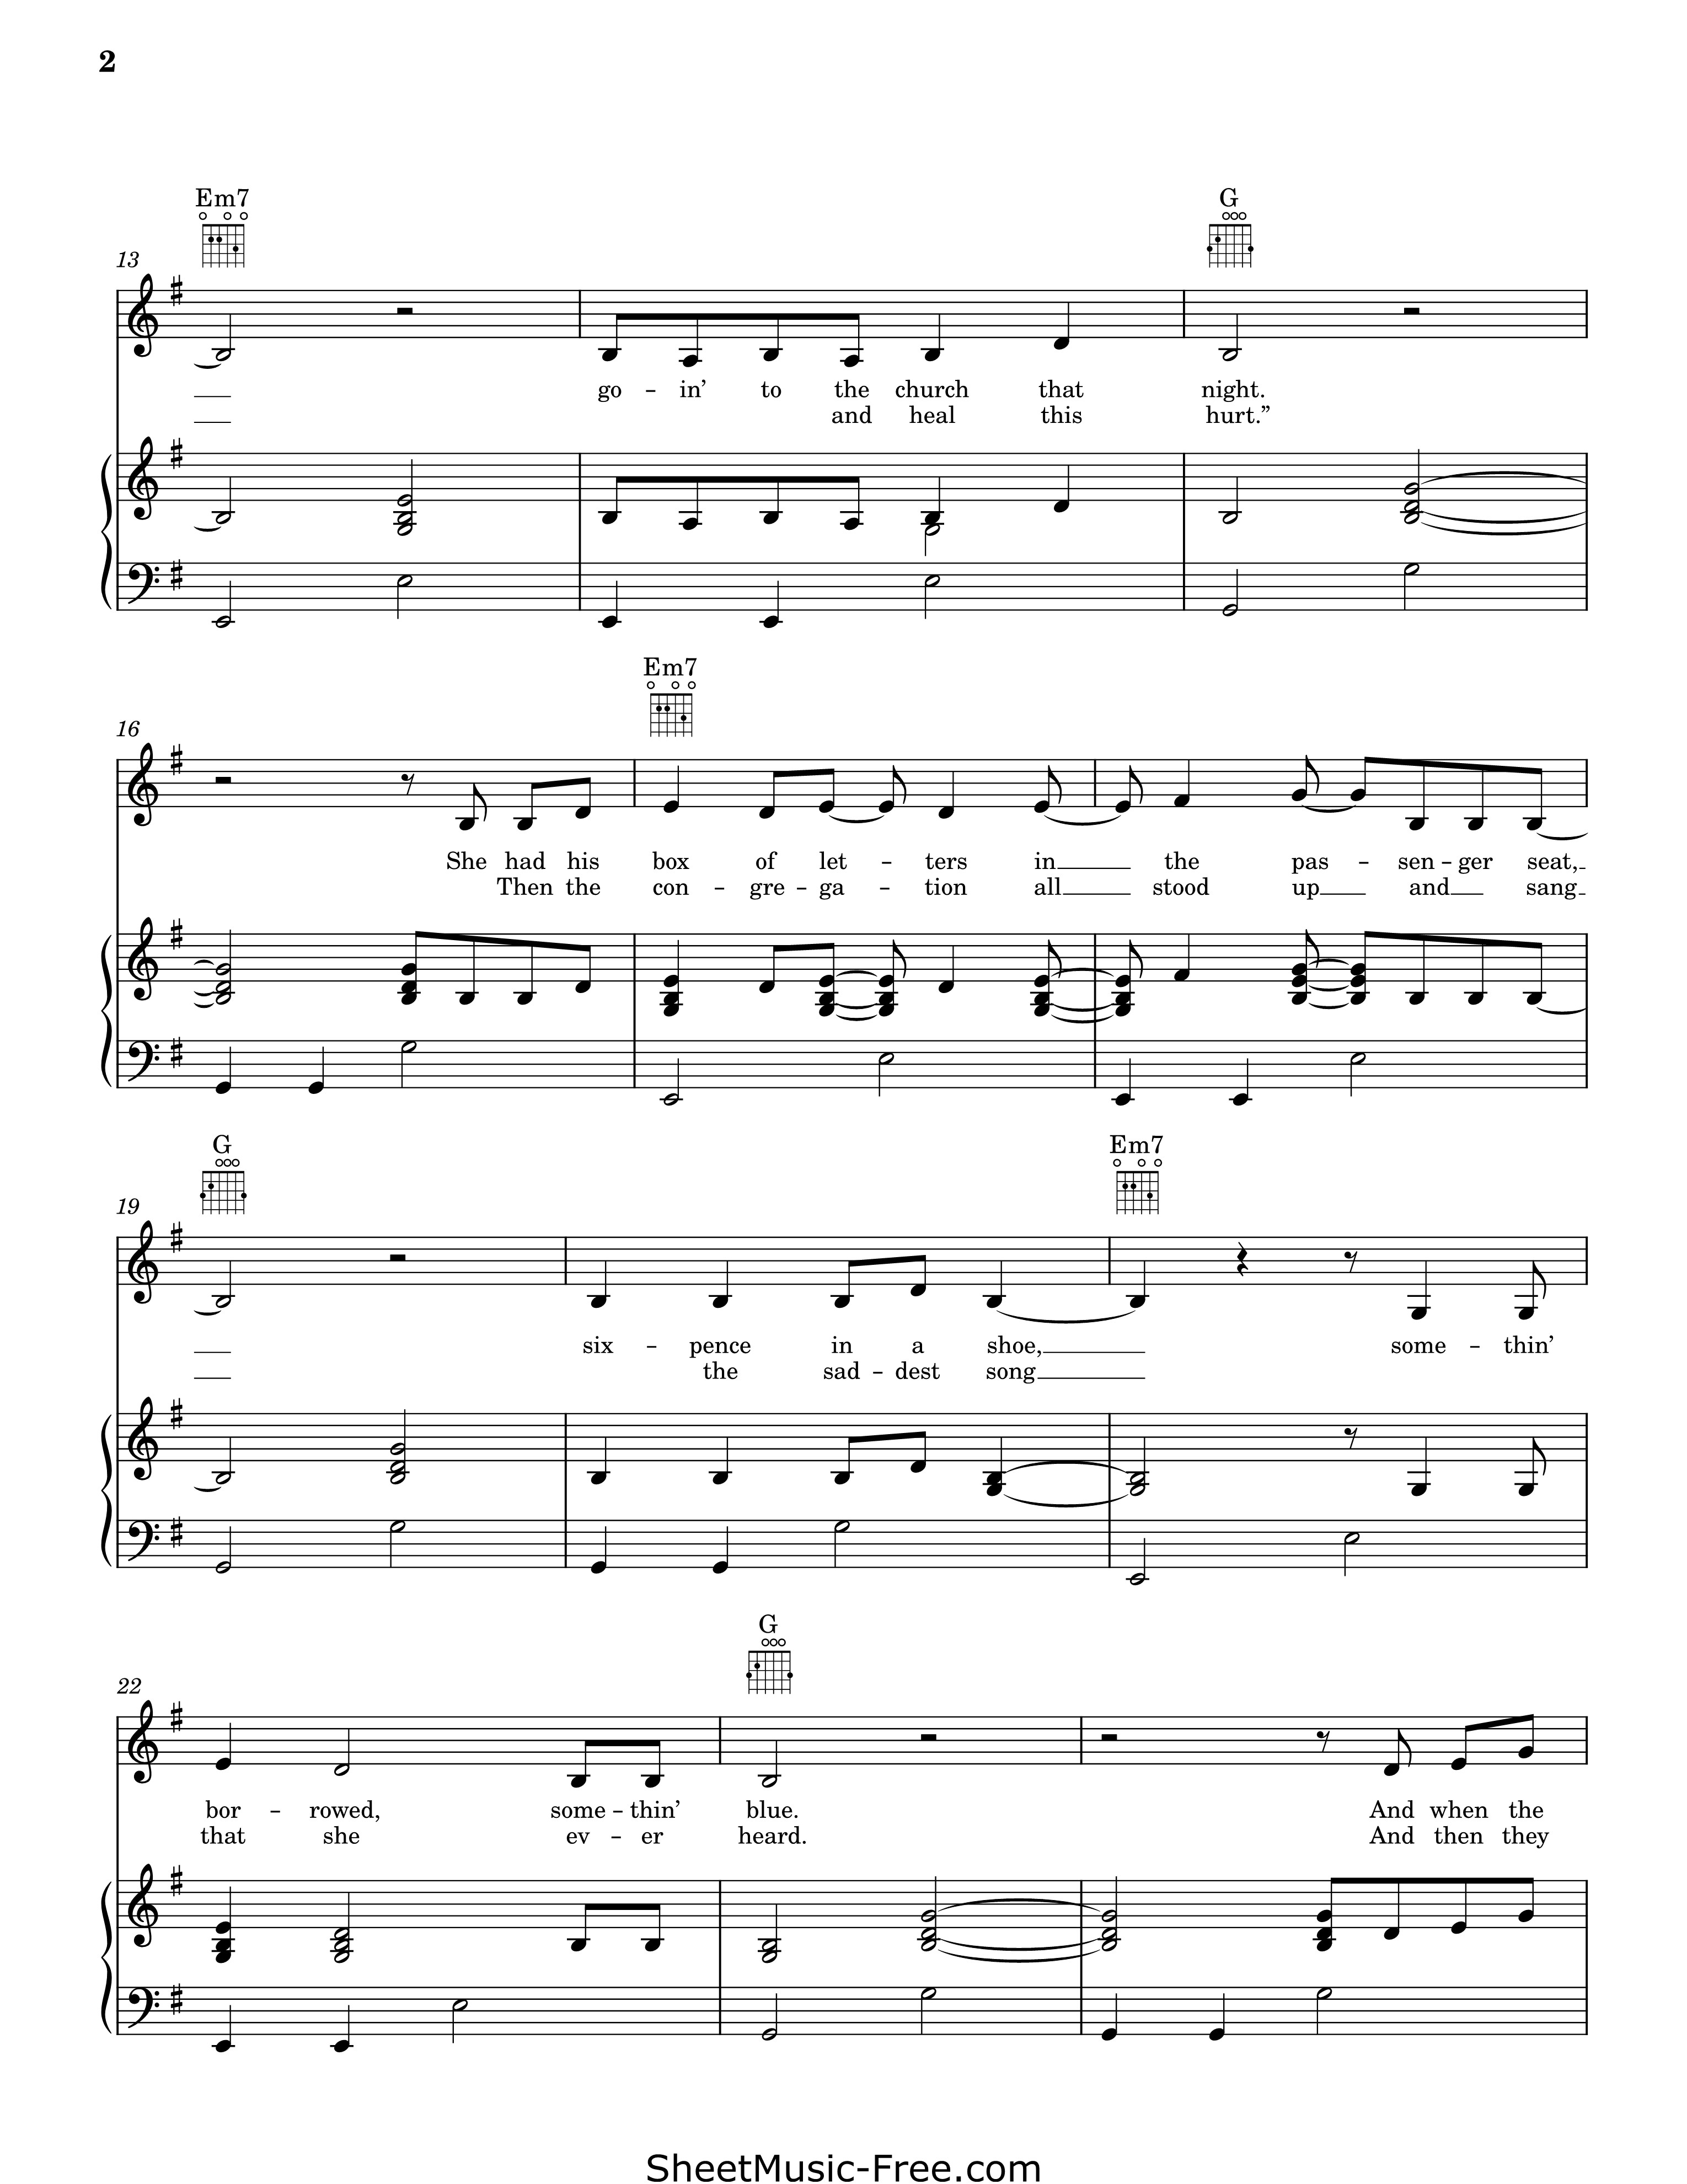 2
Em7 G
13
go – in’ to the church that night.
and heal this hurt.”
Em7
16
She had his box of let – ters in the pas – sen – ger seat,
Then the con – gre – ga – tion all stood up and sang
G Em7
19
six – pence in a shoe, some – thin’
the sad – dest song
G
22
bor – rowed, some – thin’ blue. And when the
that she ev – er heard. And then they
SheetMusic-Free.com